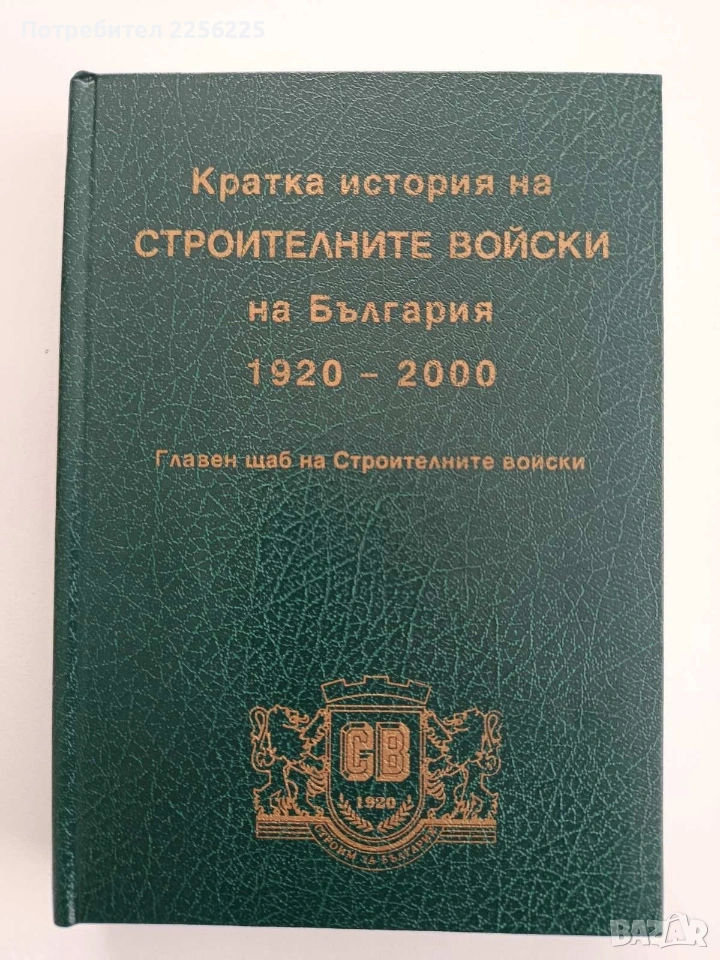 Потребител 2256225
Кратка история на
СТРОИТЕЛНИТЕ ВОЙСКИ
на България
1920 – 2000
Главен щаб на Строителните войски
СВ
1920
СТРОИМ ЗА БЪЛГАРИЯ
BAZAR